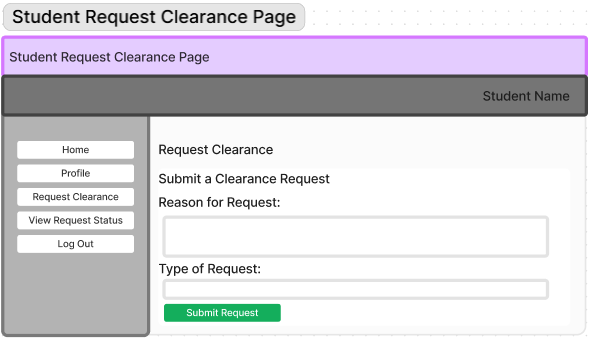 Student Request Clearance Page
Student Request Clearance Page
Student Name
Home
Profile
Request Clearance
View Request Status
Log Out
Request Clearance
Submit a Clearance Request
Reason for Request:
Type of Request:
Submit Request